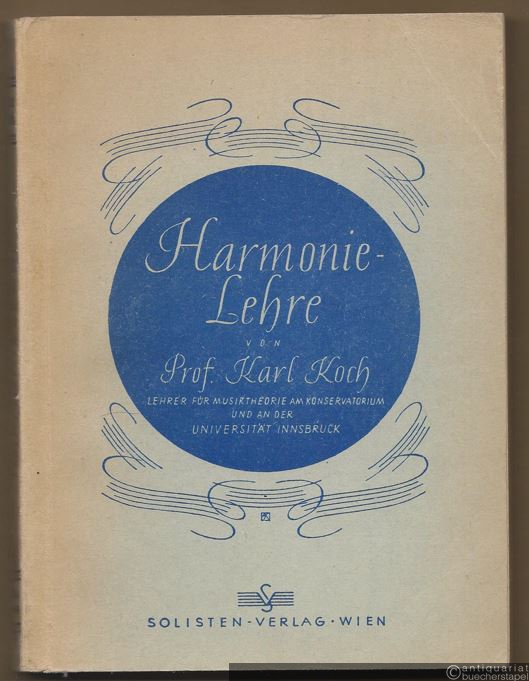 Harmonie-
Lehre
VON
Prof. Karl Koch
LEHRER FÜR MUSIKTHEORIE AM KONSERVATORIUM
UND AN DER
UNIVERSITÄT INNSBRUCK
SOLISTEN-VERLAG·WIEN
©antiquariat
buecherstapel